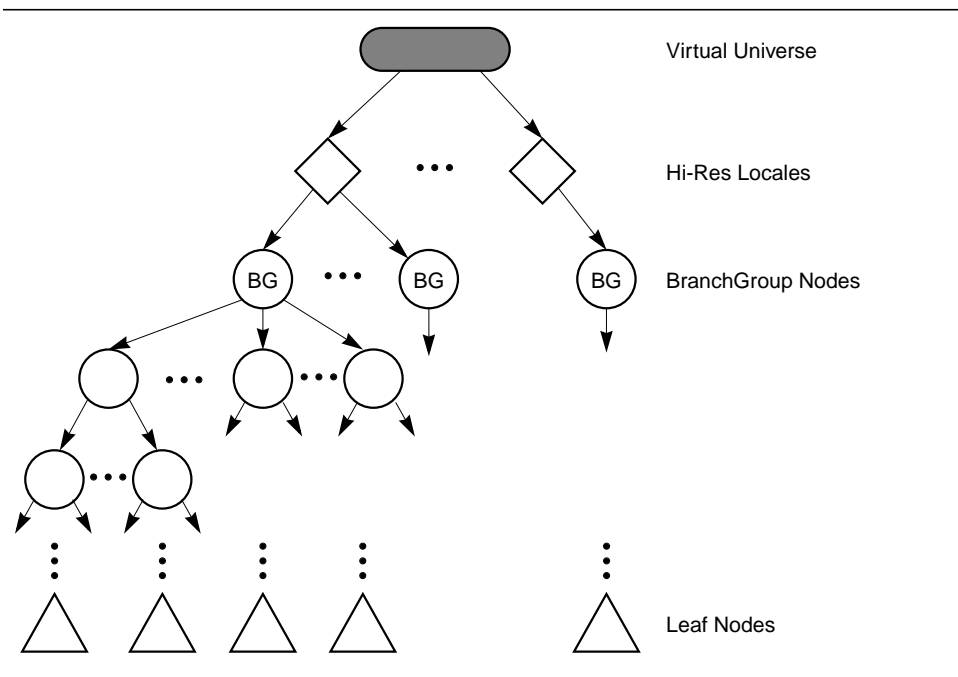 Virtual Universe
Hi-Res Locales
BG BG BG BranchGroup Nodes
Leaf Nodes